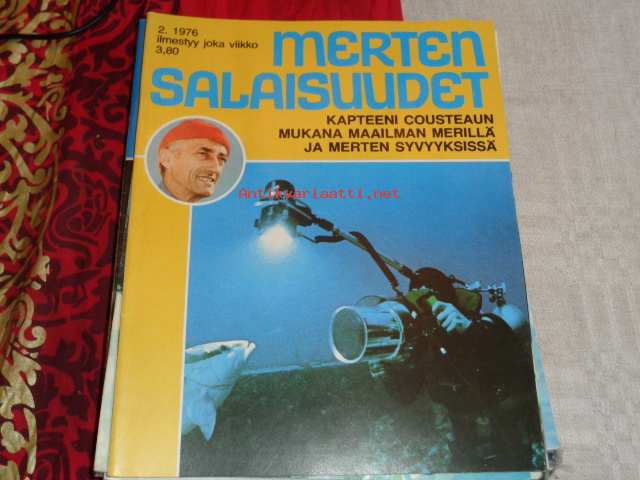 2. 1976
ilmestyy joka viikko
3,80
MERTEN
SALAISUUDET
KAPTEENI COUSTEAUN
MUKANA MAAILMAN MERILLÄ
JA MERTEN SYVYYKSISSÄ
Antikvariaatti.net